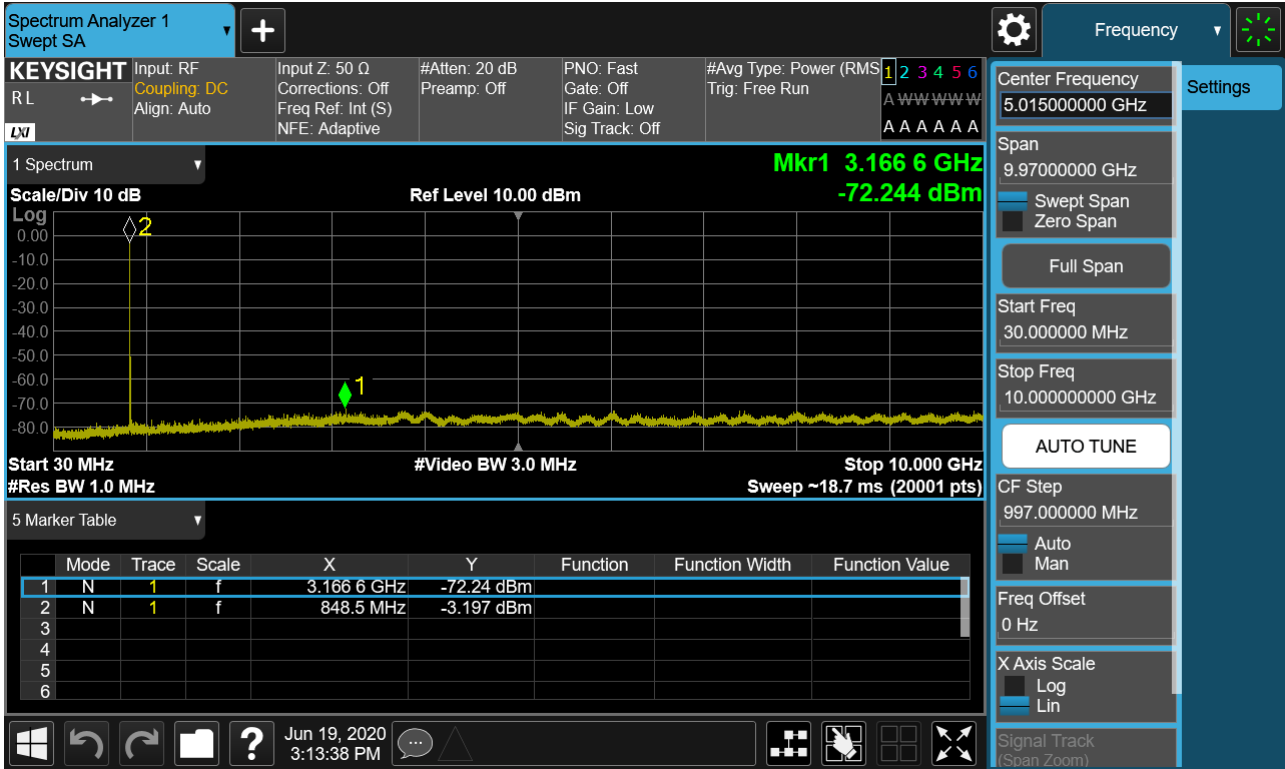 Spectrum Analyzer 1
Swept SA
+
Frequency
KEYSIGHT
RL
LXI
Input: RF
Coupling: DC
Align: Auto
Input Z: 50 Ω
Corrections: Off
Freq Ref: Int (S)
NFE: Adaptive
#Atten: 20 dB
Preamp: Off
PNO: Fast
Gate: Off
IF Gain: Low
Sig Track: Off
#Avg Type: Power (RMS
Trig: Free Run
1 2 3 4 5 6
A W W W W W
A A A A A A
1 Spectrum
Scale/Div 10 dB
Ref Level 10.00 dBm
Mkr1 3.166 6 GHz
-72.244 dBm
Log
0.00
-10.0
-20.0
-30.0
-40.0
-50.0
-60.0
-70.0
-80.0
2
1
Start 30 MHz
#Video BW 3.0 MHz
Stop 10.000 GHz
#Res BW 1.0 MHz
Sweep ~18.7 ms (20001 pts)
5 Marker Table
Mode Trace Scale X Y Function Function Width Function Value
1 N 1 f 3.166 6 GHz -72.24 dBm
2 N 1 f 848.5 MHz -3.197 dBm
3
4
5
6
Center Frequency
5.015000000 GHz
Settings
Span
9.97000000 GHz
Swept Span
Zero Span
Full Span
Start Freq
30.000000 MHz
Stop Freq
10.000000000 GHz
AUTO TUNE
CF Step
997.000000 MHz
Auto
Man
Freq Offset
0 Hz
X Axis Scale
Log
Lin
Signal Track
(Span Zoom)
?
Jun 19, 2020
3:13:38 PM